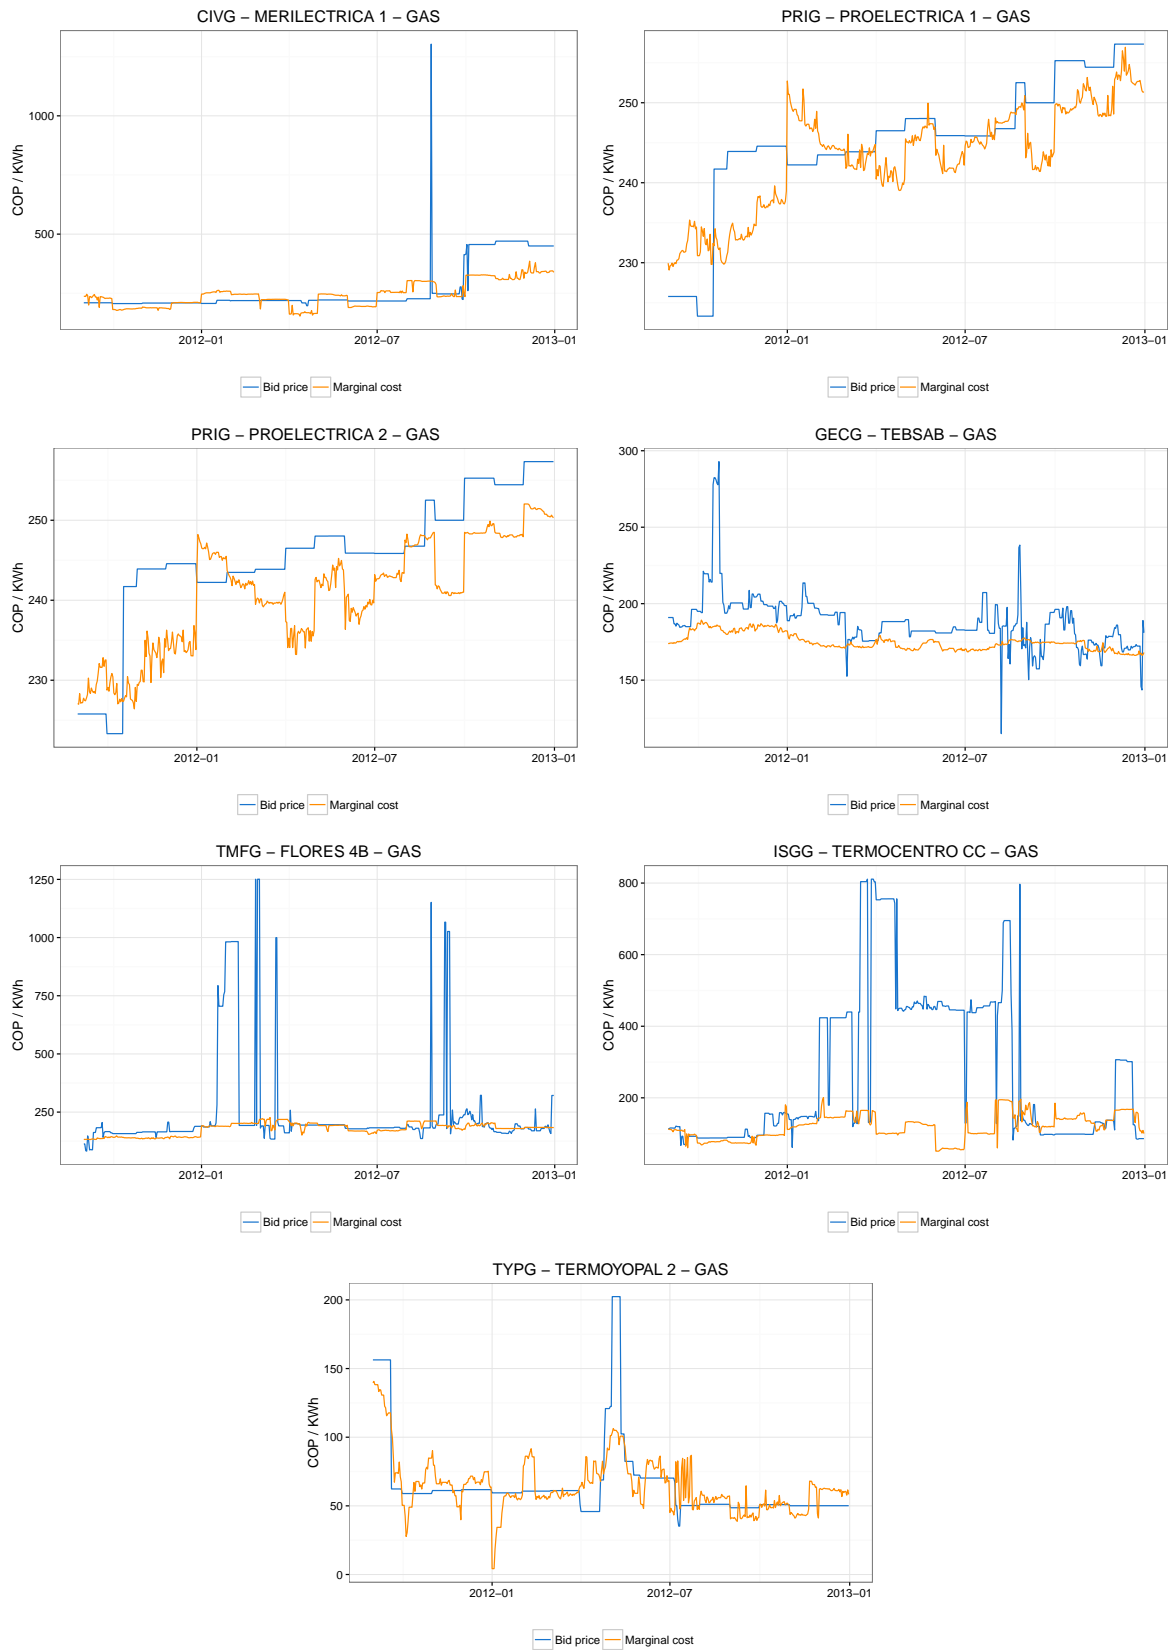 CIVG – MERILECTRICA 1 – GAS
COP / KWh
1000
500
2012–01
2012–07
2013–01
Bid price
Marginal cost
PRIG – PROELECTRICA 1 – GAS
COP / KWh
250
240
230
2012–01
2012–07
2013–01
Bid price
Marginal cost
PRIG – PROELECTRICA 2 – GAS
COP / KWh
250
240
230
2012–01
2012–07
2013–01
Bid price
Marginal cost
GECG – TEBSAB – GAS
COP / KWh
300
250
200
150
2012–01
2012–07
2013–01
Bid price
Marginal cost
TMFG – FLORES 4B – GAS
COP / KWh
1250
1000
750
500
250
2012–01
2012–07
2013–01
Bid price
Marginal cost
ISGG – TERMOCENTRO CC – GAS
COP / KWh
800
600
400
200
2012–01
2012–07
2013–01
Bid price
Marginal cost
TYPG – TERMOYOPAL 2 – GAS
COP / KWh
200
150
100
50
0
2012–01
2012–07
2013–01
Bid price
Marginal cost